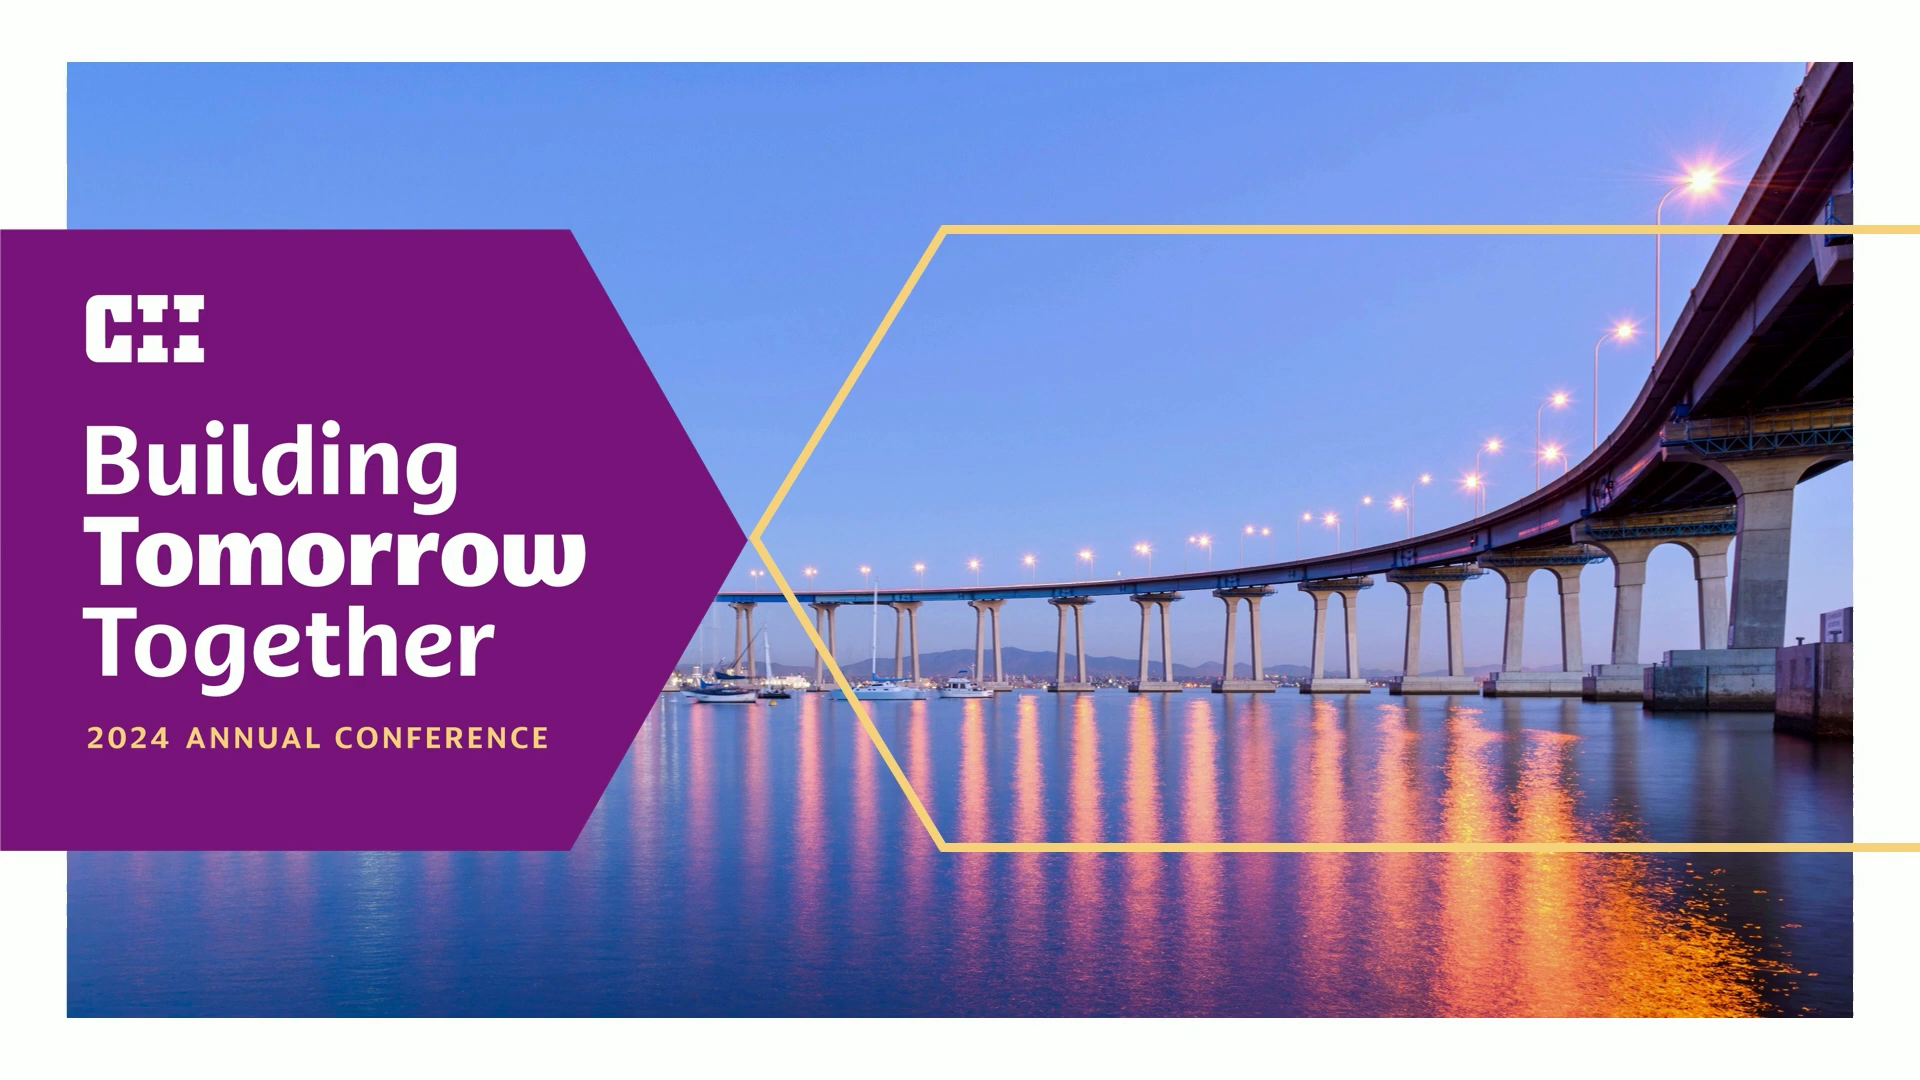 CII
Building
Tomorrow
Together
2024 ANNUAL CONFERENCE